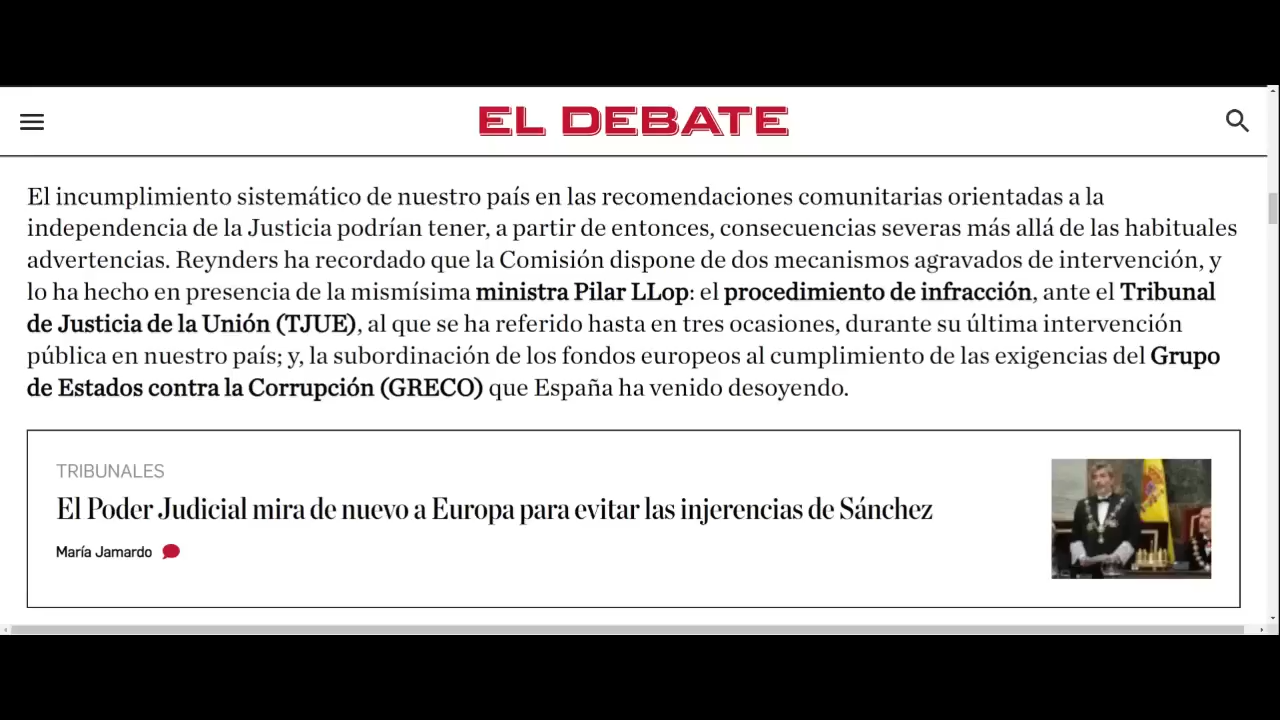 EL DEBATE
El incumplimiento sistemático de nuestro país en las recomendaciones comunitarias orientadas a la
independencia de la Justicia podrían tener, a partir de entonces, consecuencias severas más allá de las habituales
advertencias. Reynders ha recordado que la Comisión dispone de dos mecanismos agravados de intervención, y
lo ha hecho en presencia de la mismísima ministra Pilar LLop: el procedimiento de infracción, ante el Tribunal
de Justicia de la Unión (TJUE), al que se ha referido hasta en tres ocasiones, durante su última intervención
pública en nuestro país; y, la subordinación de los fondos europeos al cumplimiento de las exigencias del Grupo
de Estados contra la Corrupción (GRECO) que España ha venido desoyendo.
TRIBUNALES
El Poder Judicial mira de nuevo a Europa para evitar las injerencias de Sánchez
María Jamardo